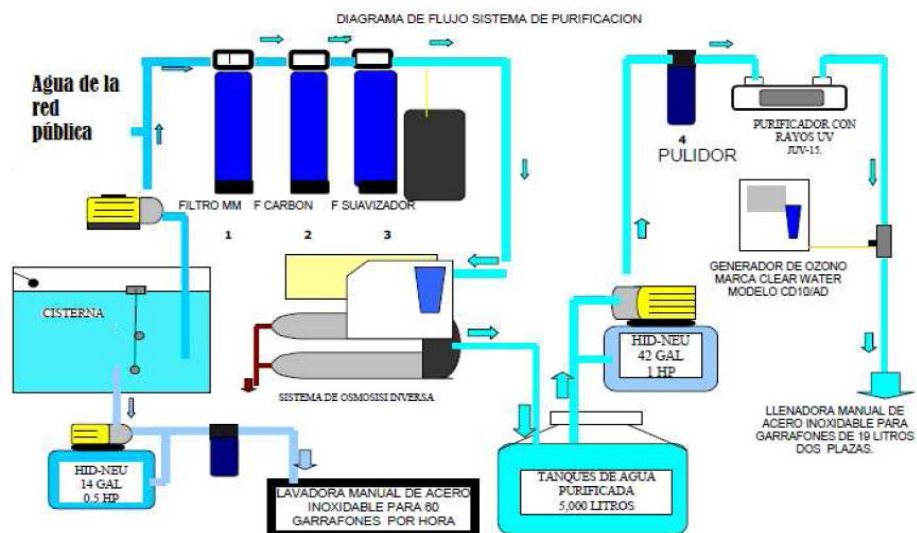 DIAGRAMA DE FLUJO SISTEMA DE PURIFICACION
Agua de la
red
pública
FILTRO MM
F CARBON
F SUAVIZADOR
1
2
3
4
PULIDOR
PURIFICADOR CON
RAYOS UV
JUV-15.
GENERADOR DE OZONO
MARCA CLEAR WATER
MODELO CD10/AD
CISTERNA
SISTEMA DE OSMOSISI INVERSA
HID-NEU
42 GAL
1 HP
LLENADORA MANUAL DE
ACERO INOXIDABLE PARA
GARRAFONES DE 19 LITROS
DOS PLAZAS.
HID-NEU
14 GAL
0.5 HP
LAVADORA MANUAL DE ACERO
INOXIDABLE PARA 60
GARRAFONES POR HORA
TANQUES DE AGUA
PURIFICADA
5,000 LITROS